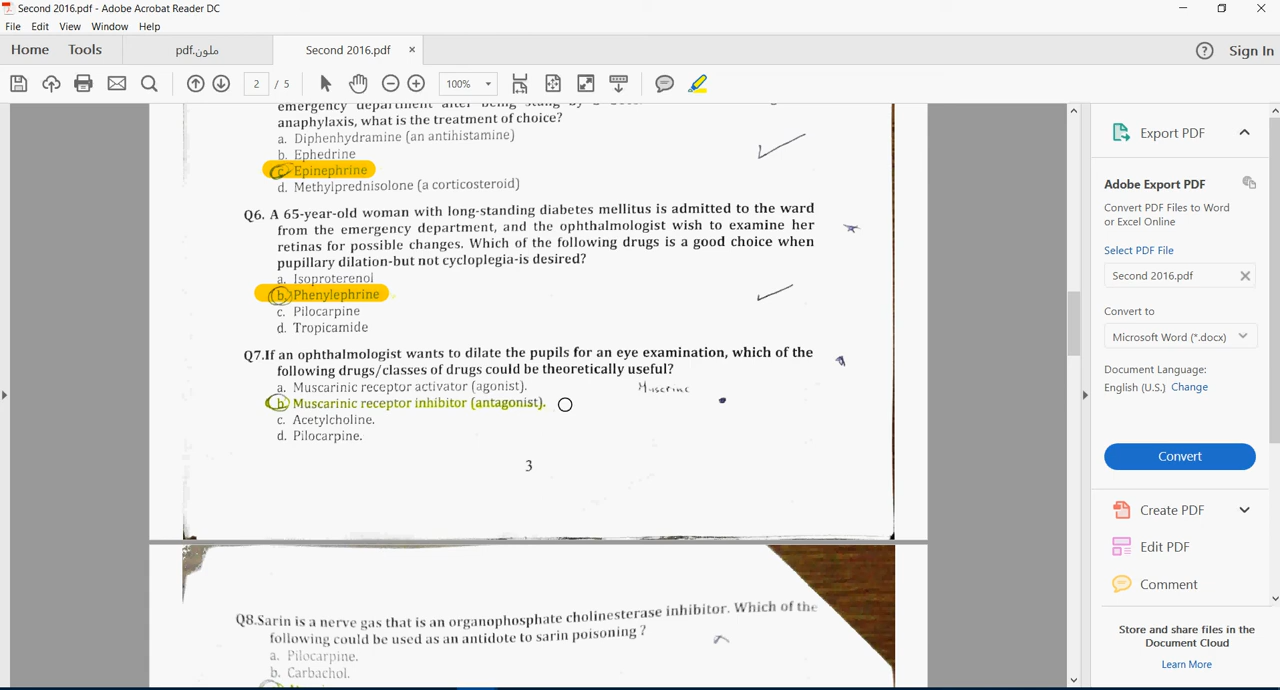 Second 2016.pdf - Adobe Acrobat Reader DC
File Edit View Window Help
Home Tools ملون.pdf Second 2016.pdf × Sign In
2 / 5 100%
emergency department after being stung by a
anaphylaxis, what is the treatment of choice?
a. Diphenhydramine (an antihistamine)
b. Ephedrine
c. Epinephrine
d. Methylprednisolone (a corticosteroid)
Q6. A 65-year-old woman with long-standing diabetes mellitus is admitted to the ward
from the emergency department, and the ophthalmologist wish to examine her
retinas for possible changes. Which of the following drugs is a good choice when
pupillary dilation-but not cycloplegia-is desired?
a. Isoproterenol
b. Phenylephrine
c. Pilocarpine
d. Tropicamide
Q7.If an ophthalmologist wants to dilate the pupils for an eye examination, which of the
following drugs/classes of drugs could be theoretically useful?
a. Muscarinic receptor activator (agonist).
b. Muscarinic receptor inhibitor (antagonist).
c. Acetylcholine.
d. Pilocarpine.
3
Q8.Sarin is a nerve gas that is an organophosphate cholinesterase inhibitor. Which of the
following could be used as an antidote to sarin poisoning ?
a. Pilocarpine.
b. Carbachol.
Export PDF
Adobe Export PDF
Convert PDF Files to Word
or Excel Online
Select PDF File
Second 2016.pdf
Convert to
Microsoft Word (*.docx)
Document Language:
English (U.S.) Change
Convert
Create PDF
Edit PDF
Comment
Store and share files in the
Document Cloud
Learn More